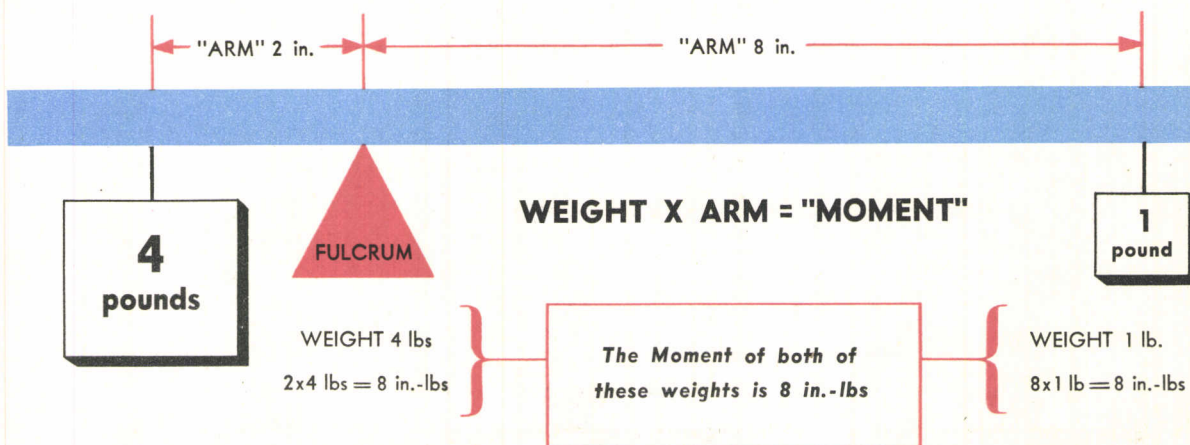 "ARM" 2 in.
"ARM" 8 in.
4
pounds
FULCRUM
WEIGHT X ARM = "MOMENT"
1
pound
WEIGHT 4 lbs
2x4 lbs = 8 in.-lbs
The Moment of both of
these weights is 8 in.-lbs
WEIGHT 1 lb.
8x1 lb = 8 in.-lbs